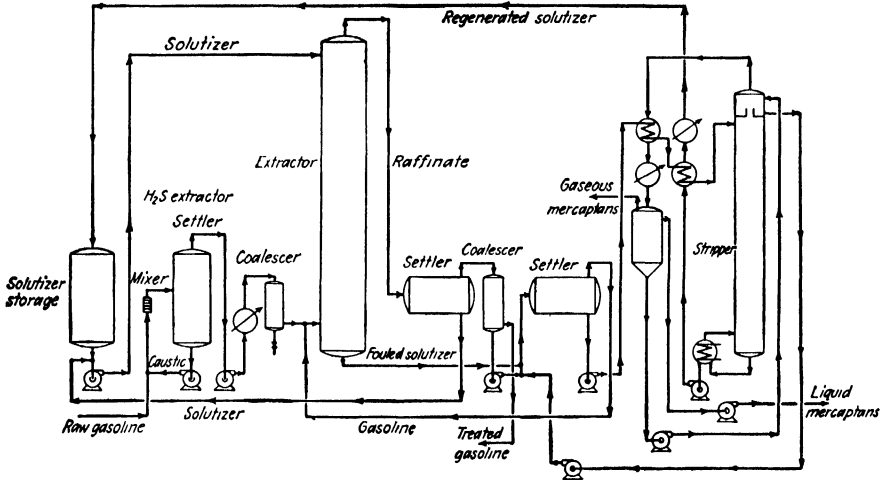 Regenerated solutizer
Solutizer
Extractor
Raffinate
H₂S extractor
Settler
Coalescer
Mixer
Solutizer
storage
Caustic
Raw gasoline
Solutizer
Fouled solutizer
Gasoline
Settler
Coalescer
Settler
Treated
gasoline
Gaseous
mercaptans
Stripper
Liquid
mercaptans